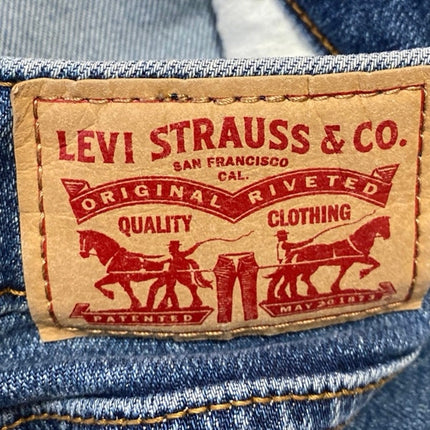 LEVI STRAUSS & CO.
SAN FRANCISCO
CAL.
ORIGINAL RIVETED
QUALITY CLOTHING
PATENTED MAY 20 1873